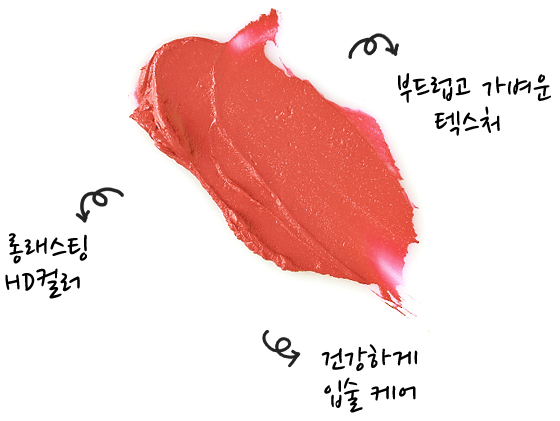 부드럽고 가벼운
텍스처
롱래스팅
HD컬러
건강하게
입술 케어